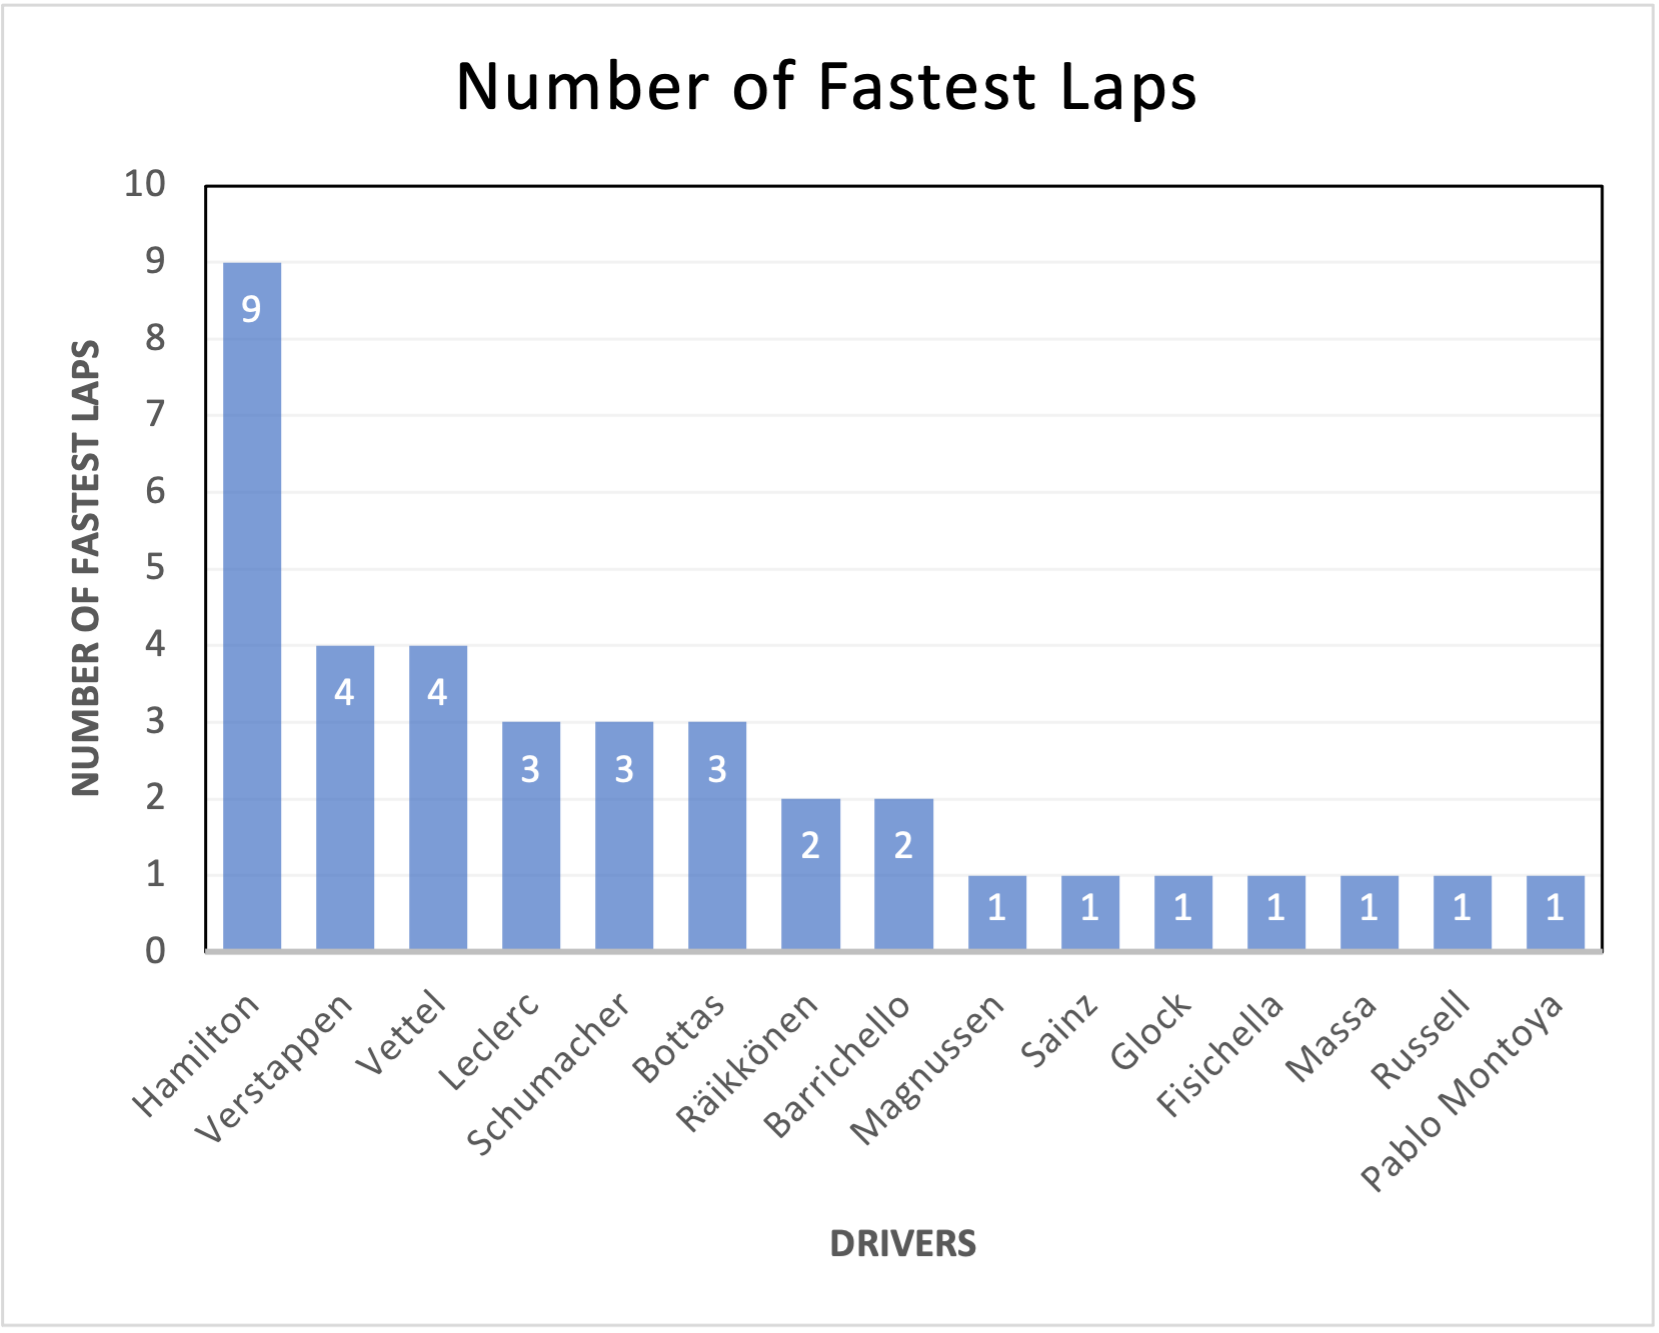 Number of Fastest Laps
NUMBER OF FASTEST LAPS
10
9
8
7
6
5
4
3
2
1
0
9
4
4
3
3
3
2
2
1
1
1
1
1
1
1
Hamilton
Verstappen
Vettel
Leclerc
Schumacher
Bottas
Räikkönen
Barrichello
Magnussen
Sainz
Glock
Fisichella
Massa
Russell
Pablo Montoya
DRIVERS